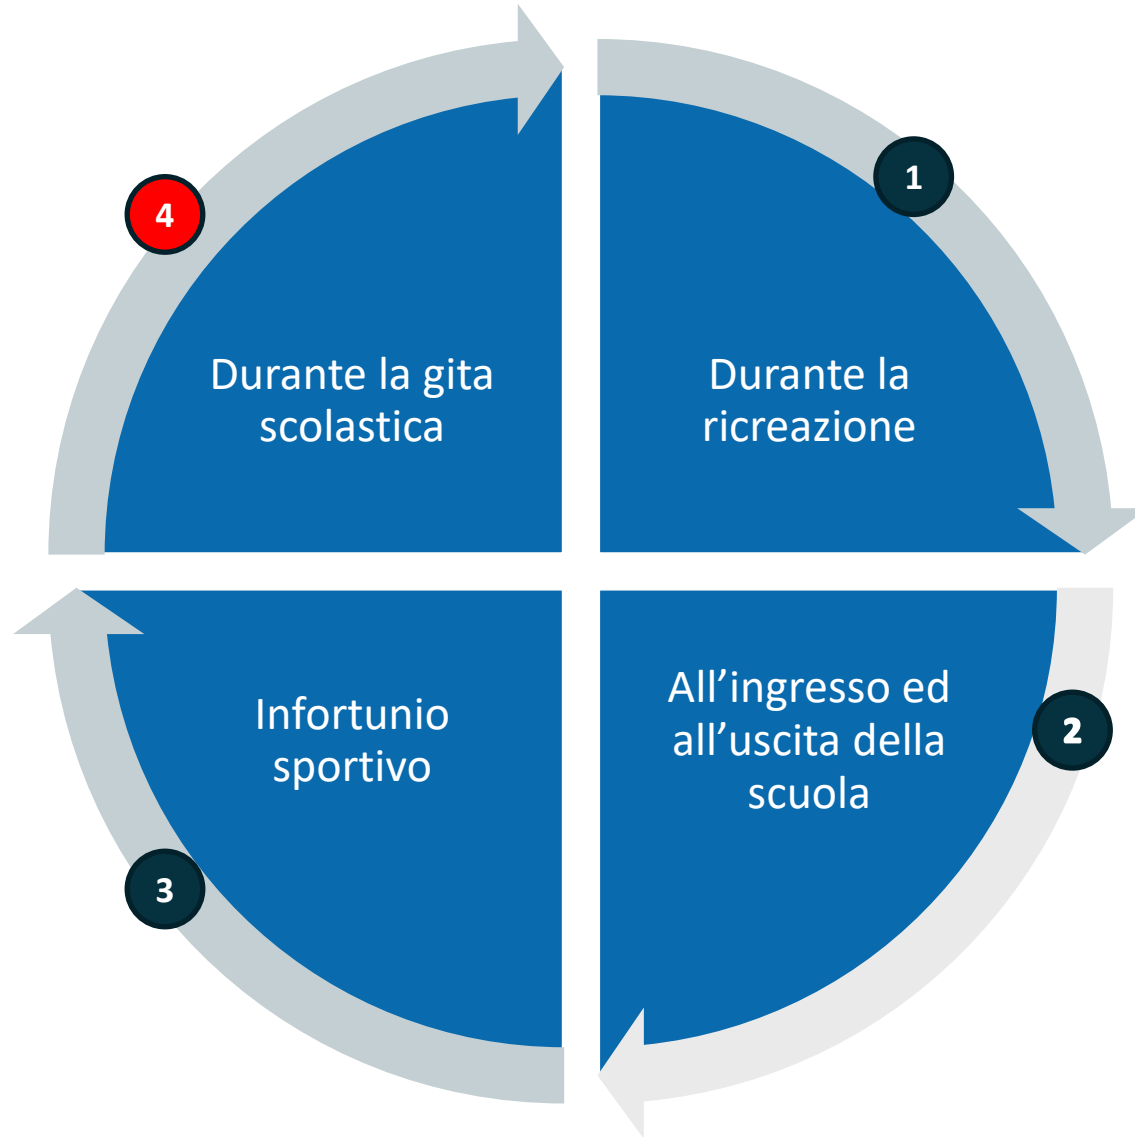 1
Durante la
ricreazione
2
All’ingresso ed
all’uscita della
scuola
3
Infortunio
sportivo
4
Durante la gita
scolastica